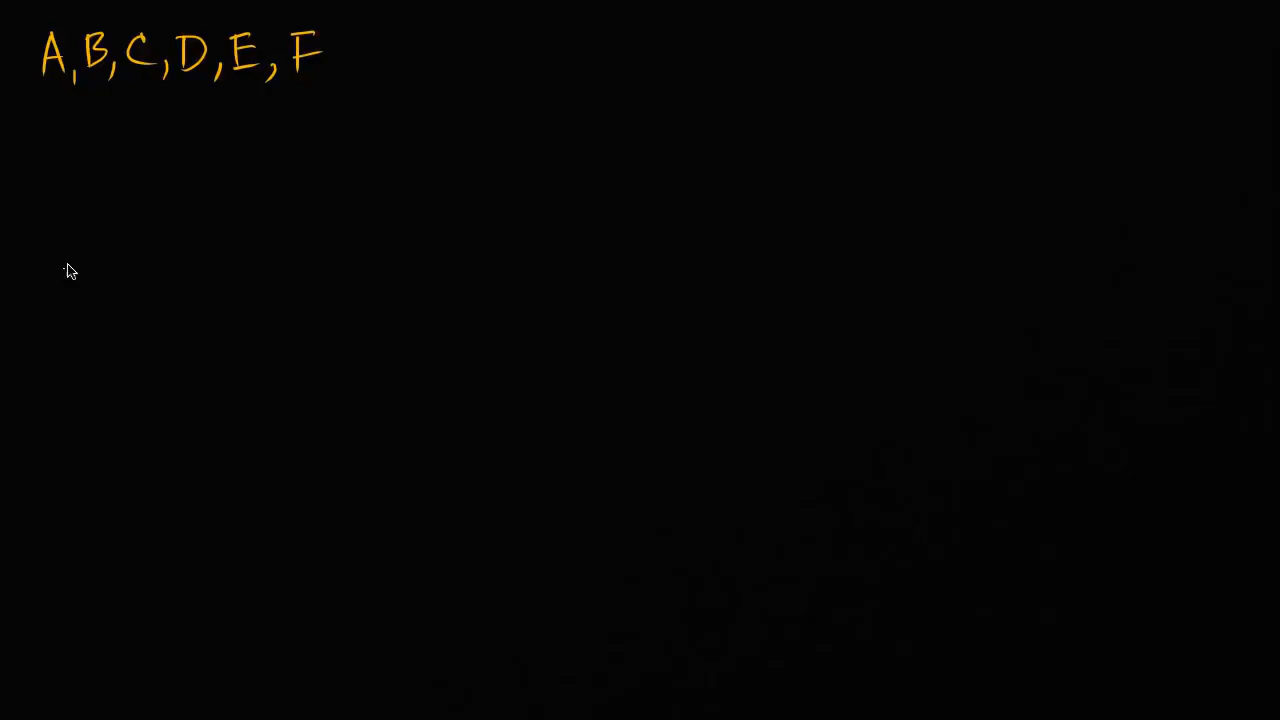 A, B, C, D, E, F